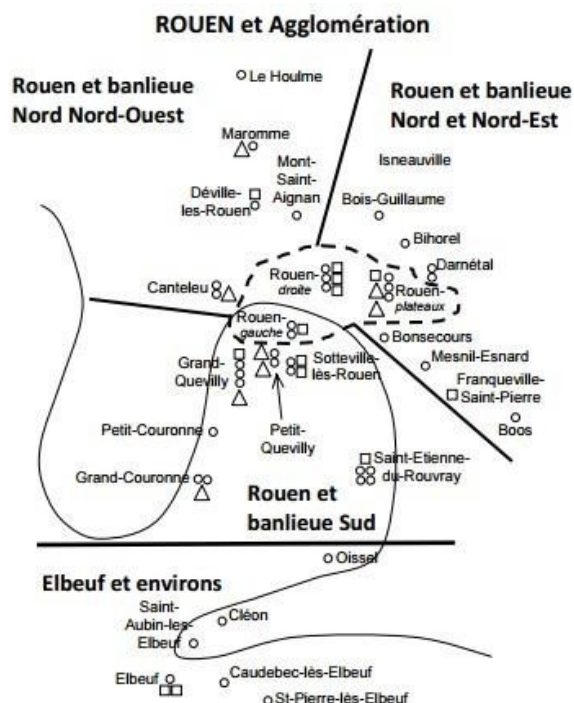 ROUEN et Agglomération
Rouen et banlieue
Nord Nord-Ouest
Le Houlme
Rouen et banlieue
Nord et Nord-Est
Maromme
Mont-
Saint-
Aignan
Isneauville
Déville-
les-Rouen
Bois-Guillaume
Bihorel
Darnétal
Canteleu
Rouen-
droite
Rouen-
plateaux
Rouen-
gauche
Bonsecours
Grand-
Quevilly
Sotteville-
lès-Rouen
Mesnil-Esnard
Franqueville-
Saint-Pierre
Petit-
Quevilly
Petit-Couronne
Boos
Grand-Couronne
Saint-Etienne-
du-Rouvray
Rouen et
banlieue Sud
Oissel
Elbeuf et environs
Saint-
Aubin-les-
Elbeuf
Cléon
Elbeuf
Caudebec-lès-Elbeuf
St-Pierre-lès-Elbeuf